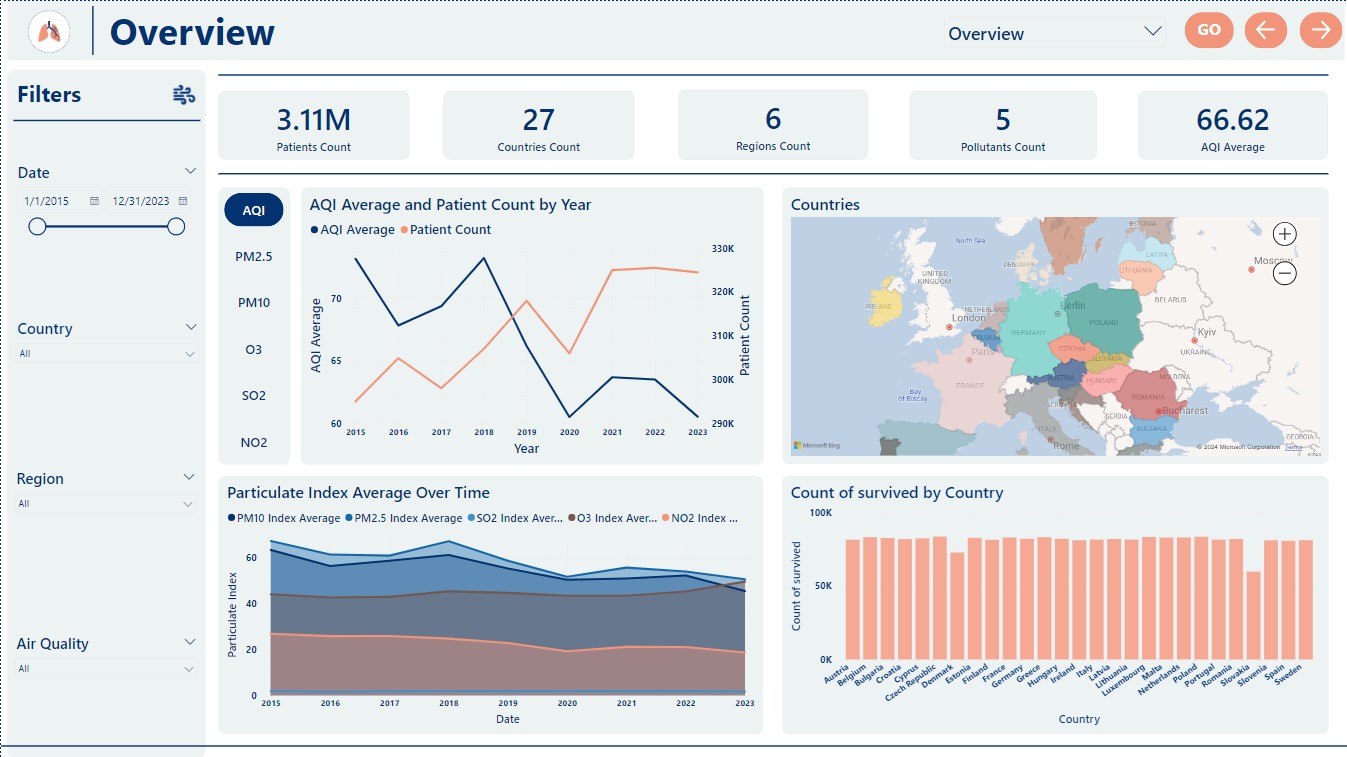 Overview
Overview
GO
Filters
Date
1/1/2015
12/31/2023
Country
All
Region
All
Air Quality
All
3.11M
Patients Count
27
Countries Count
6
Regions Count
5
Pollutants Count
66.62
AQI Average
AQI
PM2.5
PM10
O3
SO2
NO2
AQI Average and Patient Count by Year
AQI Average
Patient Count
330K
320K
310K
300K
290K
70
65
60
AQI Average
Patient Count
2015
2016
2017
2018
2019
2020
2021
2022
2023
Year
Countries
North Sea
ESTONIA
LATVIA
LITHUANIA
Moscow
DENMARK
UNITED
KINGDOM
IRELAND
BELARUS
NETHERLANDS
Berlin
London
POLAND
GERMANY
BELGIUM
Kyiv
Paris
CZECHIA
UKRAINE
SLOVAKIA
AUSTRIA
HUNGARY
MOLDOVA
FRANCE
Bay
of Biscay
ROMANIA
CROATIA
Bucharest
SERBIA
ITALY
BULGARIA
Rome
GEORGIA
Microsoft Bing
© 2024 Microsoft Corporation
Terms
Particulate Index Average Over Time
PM10 Index Average
PM2.5 Index Average
SO2 Index Aver...
O3 Index Aver...
NO2 Index ...
60
40
20
0
Particulate Index
2015
2016
2017
2018
2019
2020
2021
2022
2023
Date
Count of survived by Country
100K
50K
0K
Count of survived
Austria
Belgium
Bulgaria
Croatia
Cyprus
Czech Republic
Denmark
Estonia
Finland
France
Germany
Greece
Hungary
Ireland
Italy
Latvia
Lithuania
Luxembourg
Malta
Netherlands
Poland
Portugal
Romania
Slovakia
Slovenia
Spain
Sweden
Country